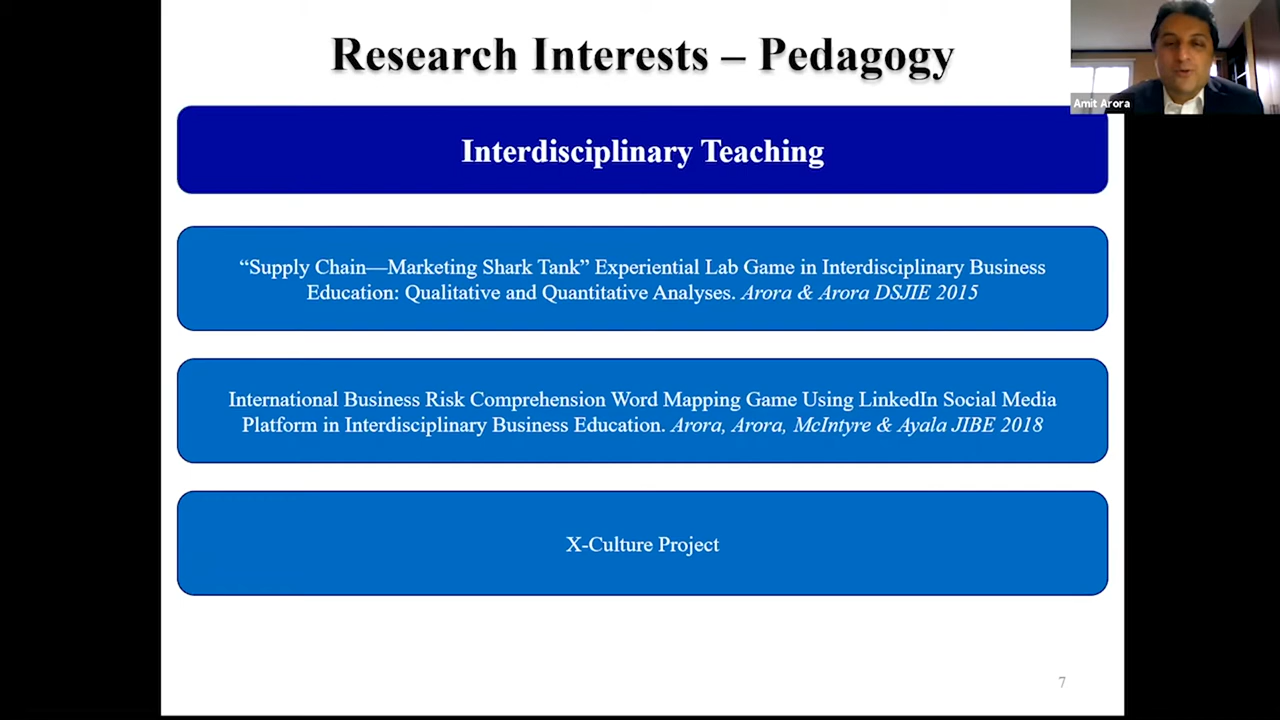 Research Interests – Pedagogy
Amit Arora
Interdisciplinary Teaching
“Supply Chain—Marketing Shark Tank” Experiential Lab Game in Interdisciplinary Business
Education: Qualitative and Quantitative Analyses. Arora & Arora DSJIE 2015
International Business Risk Comprehension Word Mapping Game Using LinkedIn Social Media
Platform in Interdisciplinary Business Education. Arora, Arora, McIntyre & Ayala JIBE 2018
X-Culture Project
7